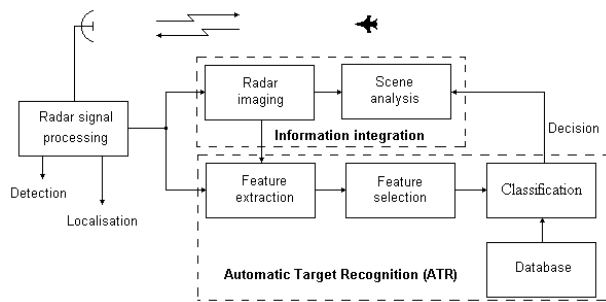 Radar imaging
Scene analysis
Radar signal processing
Information integration
Decision
Detection
Localisation
Feature extraction
Feature selection
Classification
Database
Automatic Target Recognition (ATR)